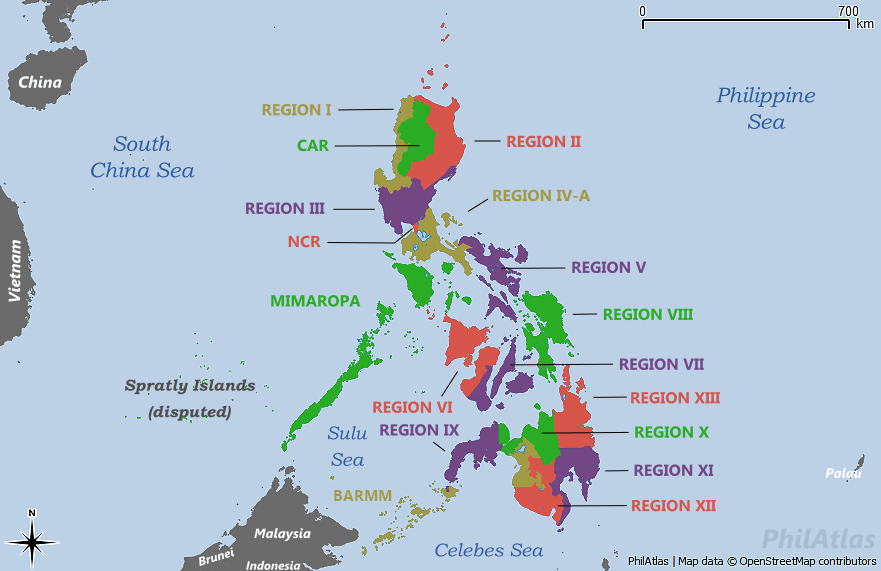 0 700
km
China
Philippine
Sea
REGION I
South
China Sea
CAR
REGION II
REGION IV-A
REGION III
NCR
Vietnam
REGION V
MIMAROPA
REGION VIII
REGION VII
Spratly Islands
(disputed)
REGION VI
REGION XIII
Sulu
Sea
REGION IX
REGION X
REGION XI
Palau
BARMM
REGION XII
N
Malaysia
Brunei
Indonesia
Celebes Sea
PhilAtlas
PhilAtlas | Map data © OpenStreetMap contributors